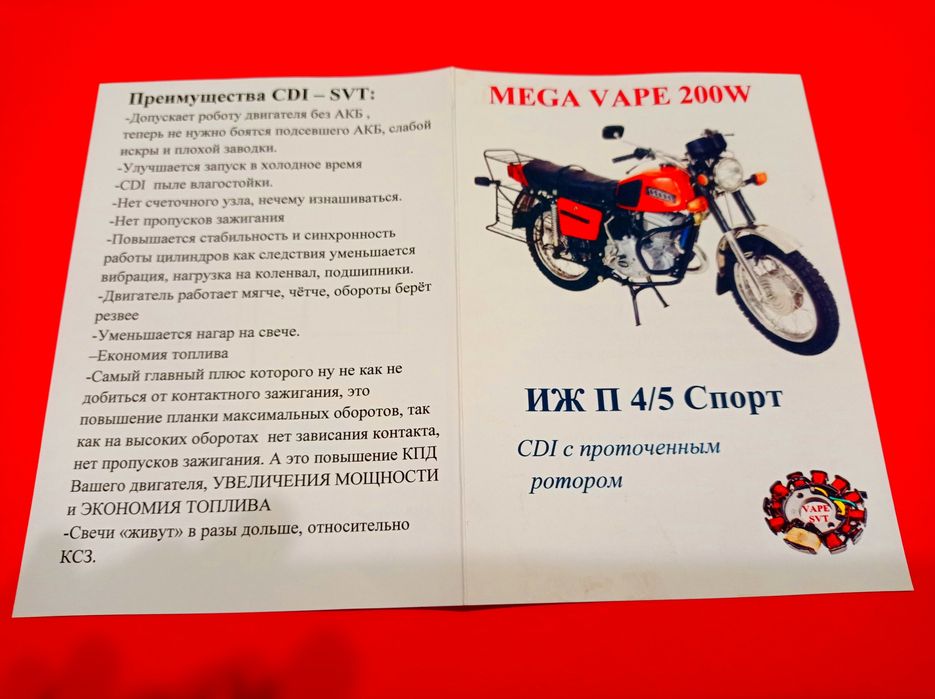 Преимущества CDI – SVT:
-Допускает роботу двигателя без АКБ ,
теперь не нужно боятся подсевшего АКБ, слабой
искры и плохой заводки.
-Улучшается запуск в холодное время
-CDI пыле влагостойки.
-Нет счеточного узла, нечему изнашиваться.
-Нет пропусков зажигания
-Повышается стабильность и синхронность
работы цилиндров как следствия уменьшается
вибрация, нагрузка на коленвал, подшипники.
-Двигатель работает мягче, чётче, обороты берёт
резвее
-Уменьшается нагар на свече.
–Економия топлива
-Самый главный плюс которого ну не как не
добиться от контактного зажигания, это
повышение планки максимальных оборотов, так
как на высоких оборотах нет зависания контакта,
нет пропусков зажигания. А это повышение КПД
Вашего двигателя, УВЕЛИЧЕНИЯ МОЩНОСТИ
и ЭКОНОМИЯ ТОПЛИВА
-Свечи «живут» в разы дольше, относительно
КСЗ.
MEGA VAPE 200W
ИЖ П 4/5 Спорт
CDI с проточенным
ротором
VAPE
SVT